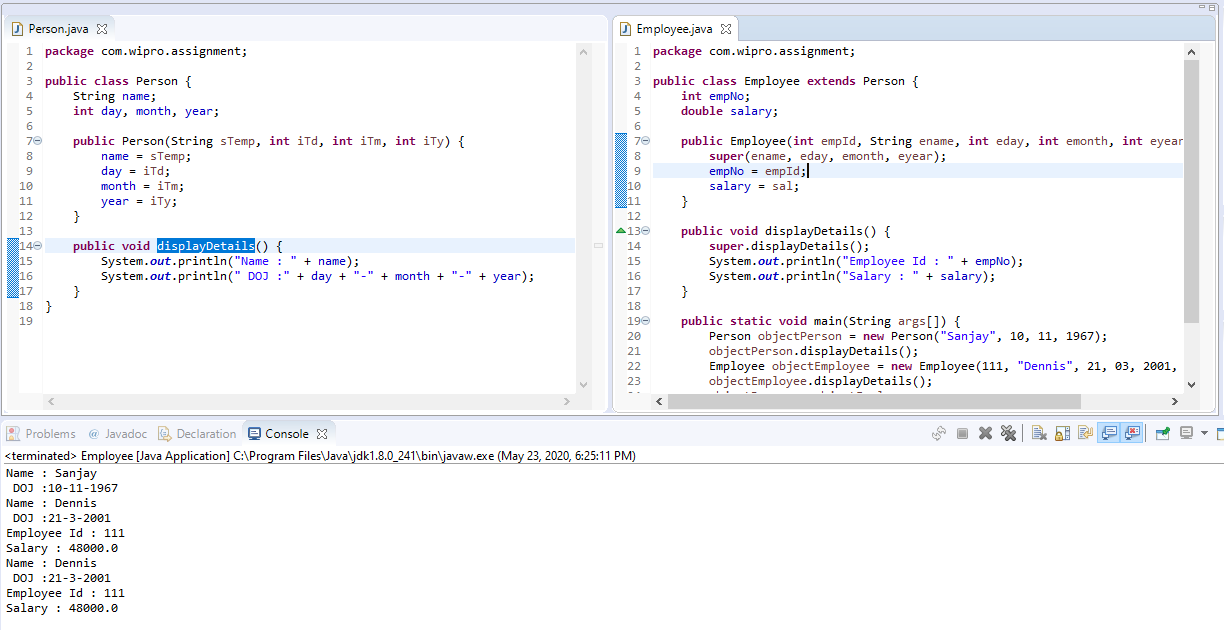 Person.java
1 package com.wipro.assignment;
2
3 public class Person {
4 String name;
5 int day, month, year;
6
7 public Person(String sTemp, int iTd, int iTm, int iTy) {
8 name = sTemp;
9 day = iTd;
10 month = iTm;
11 year = iTy;
12 }
13
14 public void displayDetails() {
15 System.out.println("Name : " + name);
16 System.out.println(" DOJ :" + day + "-" + month + "-" + year);
17 }
18 }
19
Employee.java
1 package com.wipro.assignment;
2
3 public class Employee extends Person {
4 int empNo;
5 double salary;
6
7 public Employee(int empId, String ename, int eday, int emonth, int eyear
8 super(ename, eday, emonth, eyear);
9 empNo = empId;
10 salary = sal;
11 }
12
13 public void displayDetails() {
14 super.displayDetails();
15 System.out.println("Employee Id : " + empNo);
16 System.out.println("Salary : " + salary);
17 }
18
19 public static void main(String args[]) {
20 Person objectPerson = new Person("Sanjay", 10, 11, 1967);
21 objectPerson.displayDetails();
22 Employee objectEmployee = new Employee(111, "Dennis", 21, 03, 2001,
23 objectEmployee.displayDetails();
Problems @ Javadoc Declaration Console
<terminated> Employee [Java Application] C:\Program Files\Java\jdk1.8.0_241\bin\javaw.exe (May 23, 2020, 6:25:11 PM)
Name : Sanjay
DOJ :10-11-1967
Name : Dennis
DOJ :21-3-2001
Employee Id : 111
Salary : 48000.0
Name : Dennis
DOJ :21-3-2001
Employee Id : 111
Salary : 48000.0